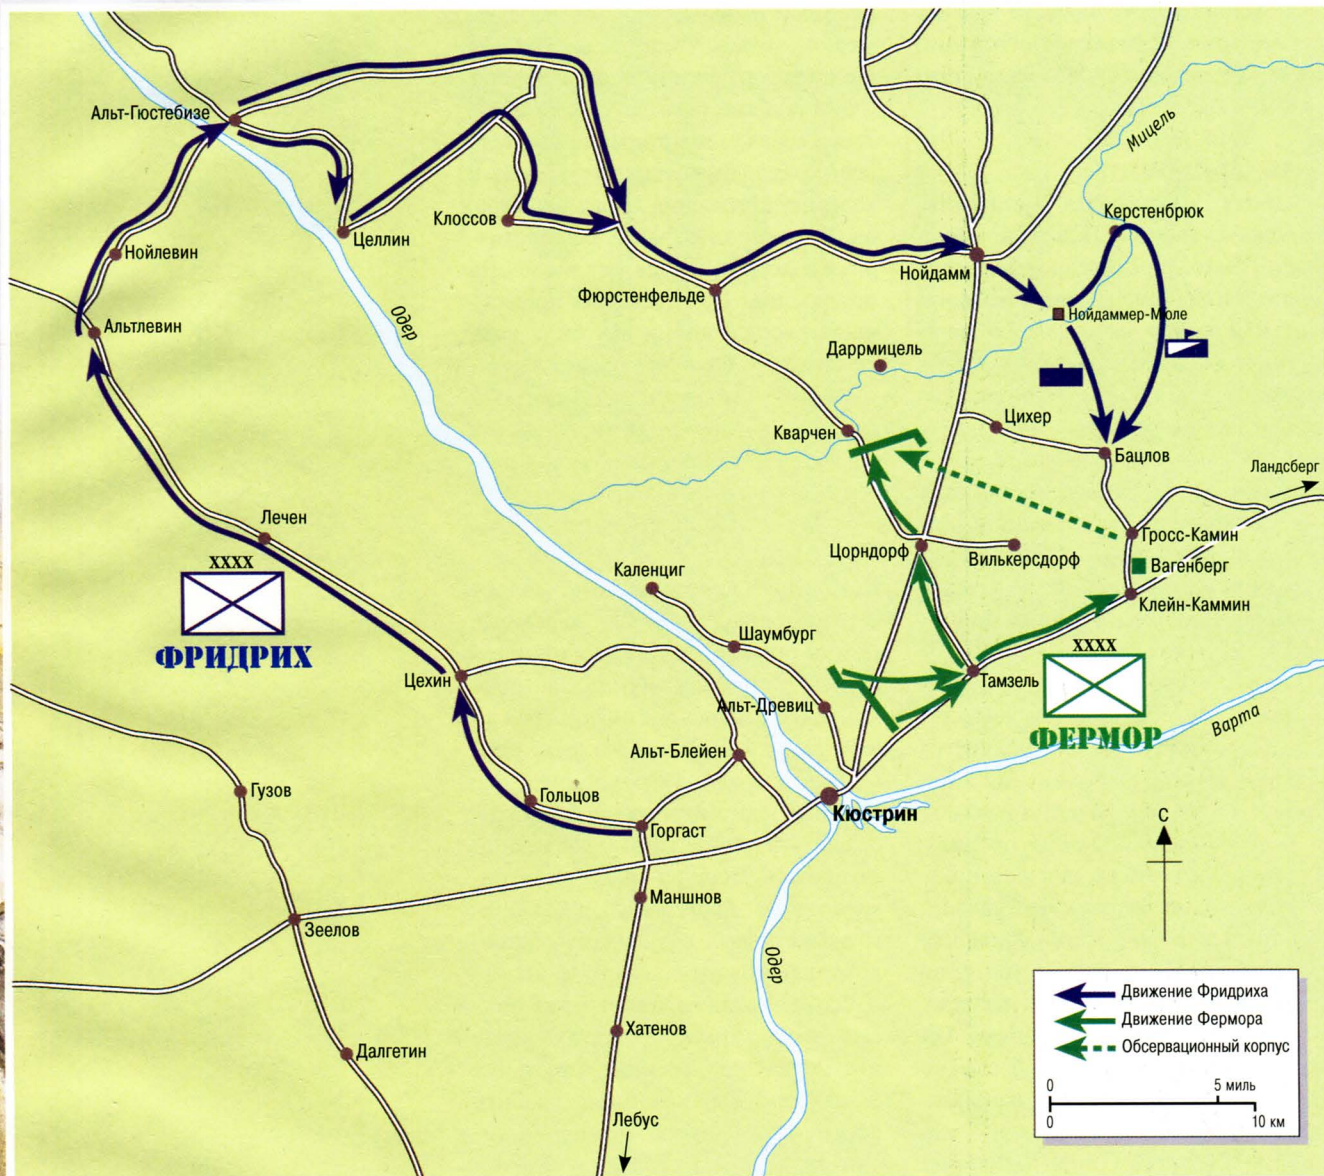 Альт-Гюстебизе
Мицель
Клоссов
Керстенбрюк
Целлин
Нойлевин
Нойдамм
Фюрстенфельде
Нойдаммер-Мюле
Одер
Альтлевин
Даррмицель
Цихер
Кварчен
Бацлов
Ландсберг
Лечен
Гросс-Камин
Цорндорф
Вилькерсдорф
Вагенберг
XXXX
Каленциг
Клейн-Каммин
ФРИДРИХ
Шаумбург
XXXX
Цехин
Тамзель
Альт-Древиц
ФЕРМОР
Варта
Альт-Блейен
Гузов
Гольцов
Кюстрин
Горгаст
С
Маншнов
Зеелов
Одер
Хатенов
Далгетин
Лебус
Движение Фридриха
Движение Фермора
Обсервационный корпус
0 5 миль
0 10 км